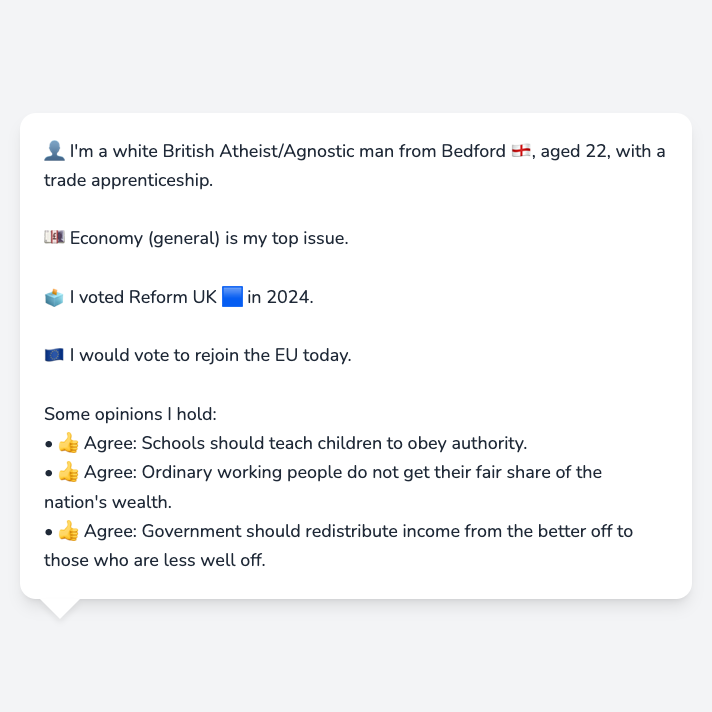 👤 I'm a white British Atheist/Agnostic man from Bedford 🏴󠁧󠁢󠁥󠁮󠁧󠁿, aged 22, with a
trade apprenticeship.
💷 Economy (general) is my top issue.
🗳️ I voted Reform UK 🟦 in 2024.
🇪🇺 I would vote to rejoin the EU today.
Some opinions I hold:
• 👍 Agree: Schools should teach children to obey authority.
• 👍 Agree: Ordinary working people do not get their fair share of the
nation's wealth.
• 👍 Agree: Government should redistribute income from the better off to
those who are less well off.